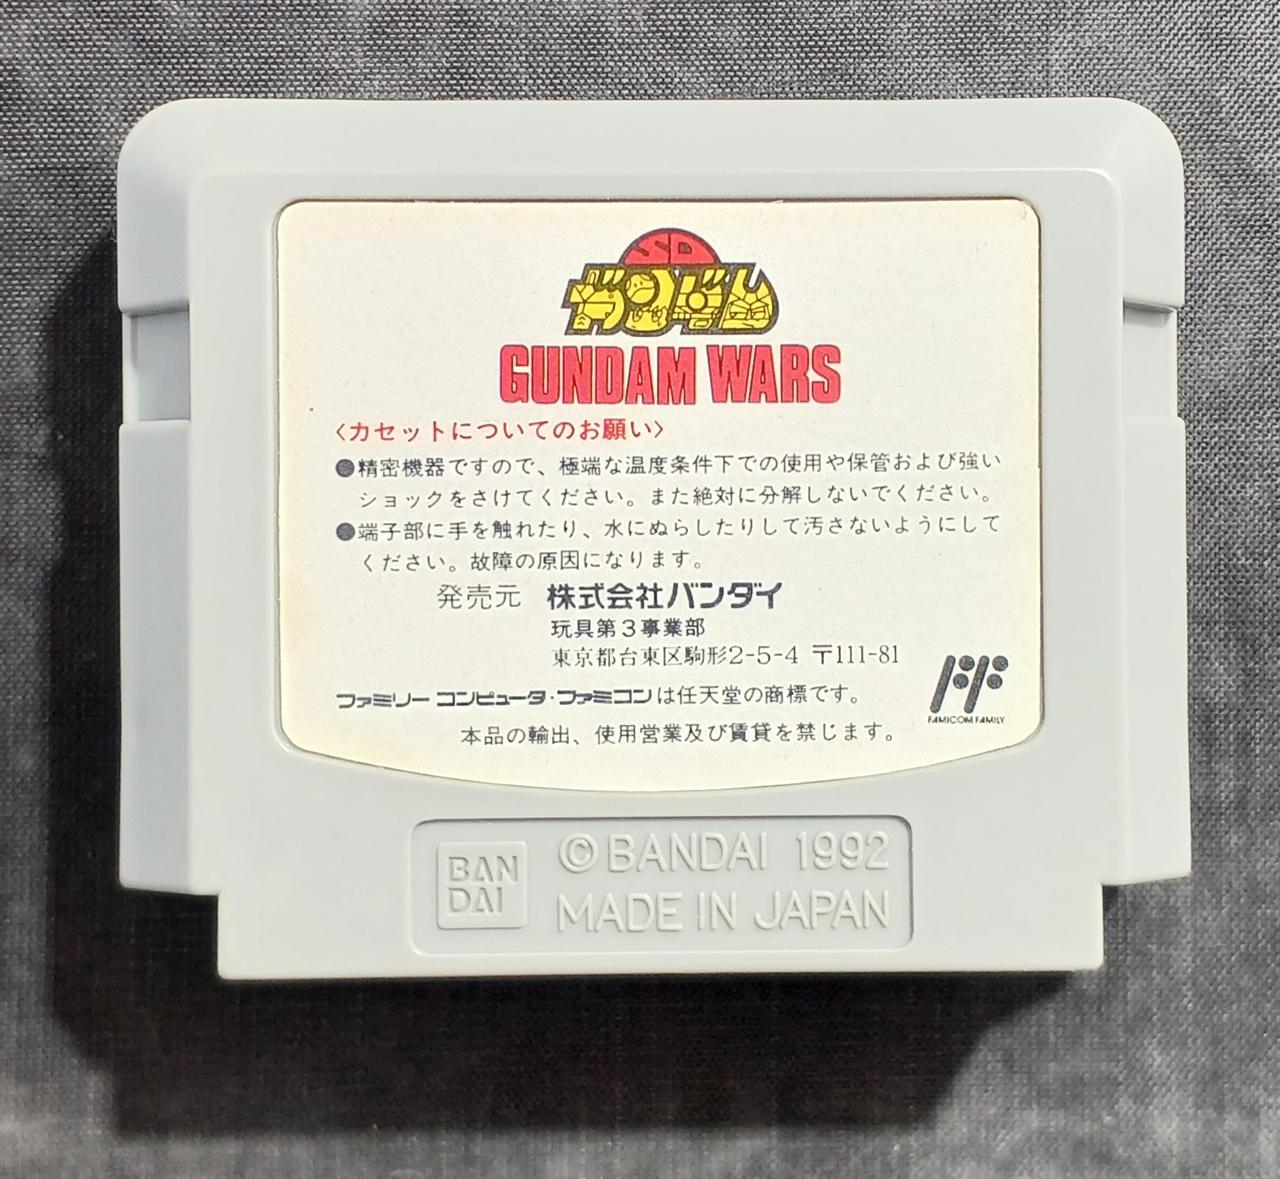 SD
ガンダム
GUNDAM WARS
〈カセットについてのお願い〉
●精密機器ですので、極端な温度条件下での使用や保管および強い
ショックをさけてください。また絶対に分解しないでください。
●端子部に手を触れたり、水にぬらしたりして汚さないようにして
ください。故障の原因になります。
発売元 株式会社バンダイ
玩具第3事業部
東京都台東区駒形2-5-4 〒111-81
ファミリーコンピュータ・ファミコンは任天堂の商標です。
FF
FAMICOM FAMILY
本品の輸出、使用営業及び賃貸を禁じます。
BAN
DAI
©BANDAI 1992
MADE IN JAPAN